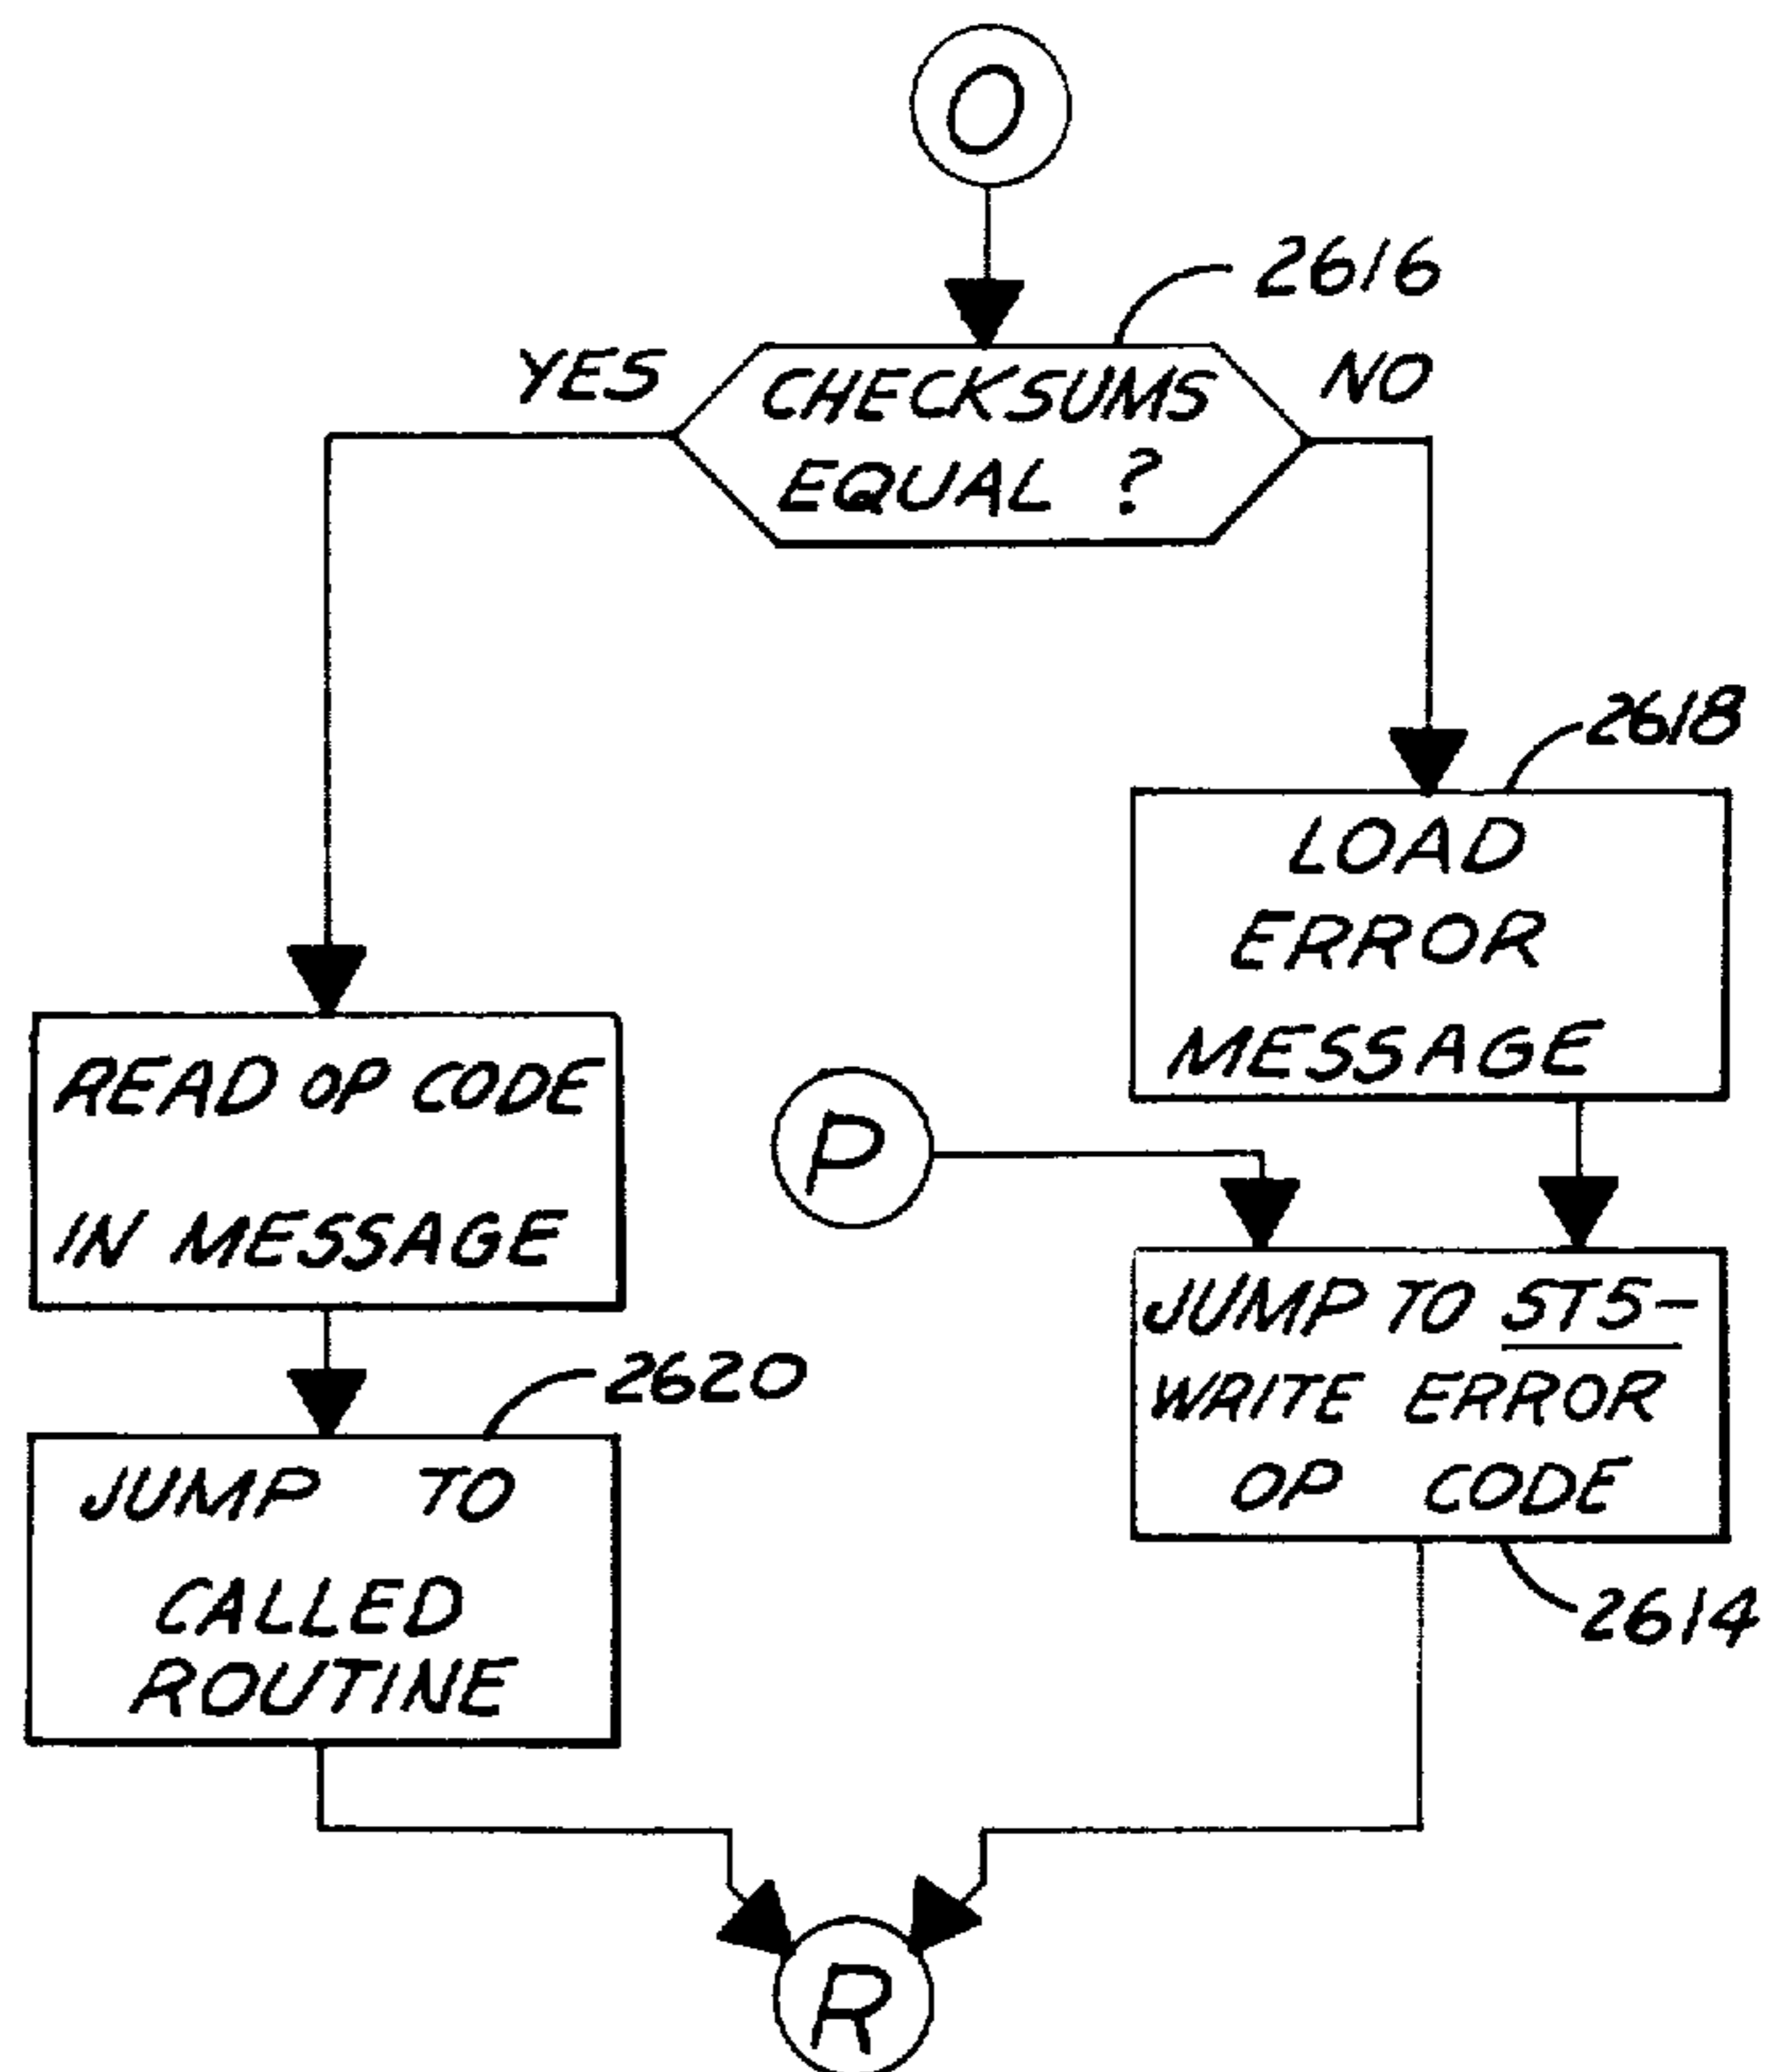 O
2616
YES
CHECKSUMS
EQUAL ?
NO
2618
LOAD
ERROR
MESSAGE
READ OP CODE
IN MESSAGE
P
JUMP TO STS-
WRITE ERROR
OP CODE
2614
2620
JUMP TO
CALLED
ROUTINE
R